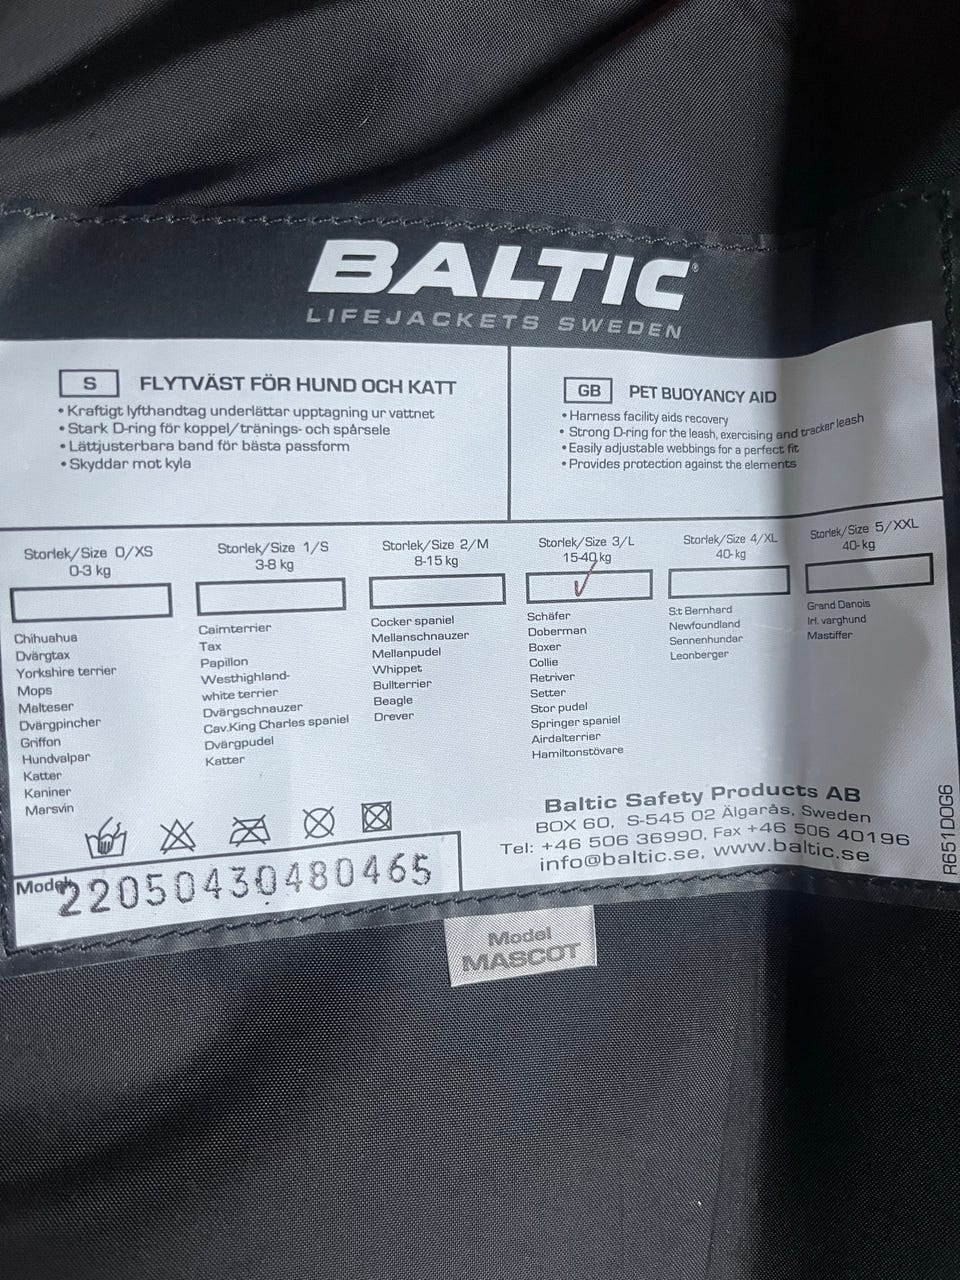 BALTIC®
LIFEJACKETS SWEDEN
S FLYTVÄST FÖR HUND OCH KATT
• Kraftigt lyfthandtag underlättar upptagning ur vattnet
• Stark D-ring för koppel/tränings- och spårsele
• Lättjusterbara band för bästa passform
• Skyddar mot kyla
GB PET BUOYANCY AID
• Harness facility aids recovery
• Strong D-ring for the leash, exercising and tracker leash
• Easily adjustable webbings for a perfect fit
• Provides protection against the elements
Storlek/Size 0/XS
0-3 kg
Chihuahua
Dvärgtax
Yorkshire terrier
Mops
Malteser
Dvärgpincher
Griffon
Hundvalpar
Katter
Kaniner
Marsvin
Storlek/Size 1/S
3-8 kg
Cairnterrier
Tax
Papillon
Westhighland-
white terrier
Dvärgschnauzer
Cav.King Charles spaniel
Dvärgpudel
Katter
Storlek/Size 2/M
8-15 kg
Cocker spaniel
Mellanschnauzer
Mellanpudel
Whippet
Bullterrier
Beagle
Drever
Storlek/Size 3/L
15-40 kg
Schäfer
Doberman
Boxer
Collie
Retriver
Setter
Stor pudel
Springer spaniel
Airdalterrier
Hamiltonstövare
Storlek/Size 4/XL
40- kg
S:t Bernhard
Newfoundland
Sennenhundar
Leonberger
Storlek/Size 5/XXL
40- kg
Grand Danois
Irl. varghund
Mastiffer
Baltic Safety Products AB
BOX 60, S-545 02 Älgarås, Sweden
Tel: +46 506 36990, Fax +46 506 40196
info@baltic.se, www.baltic.se
R651DOG6
Model: 22050430480465
Model
MASCOT